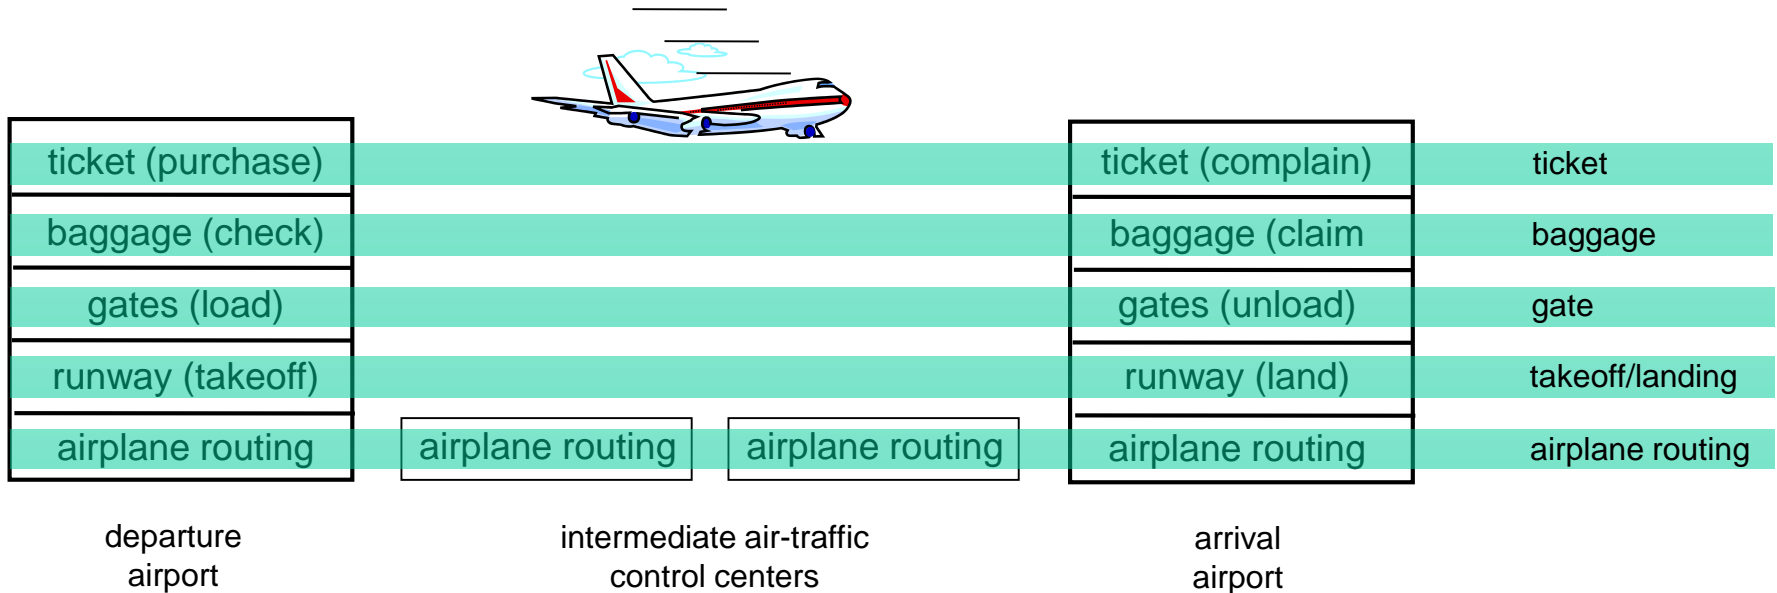 ticket (purchase) ticket (complain) ticket
baggage (check) baggage (claim baggage
gates (load) gates (unload) gate
runway (takeoff) runway (land) takeoff/landing
airplane routing airplane routing airplane routing airplane routing airplane routing
departure
airport
intermediate air-traffic
control centers
arrival
airport